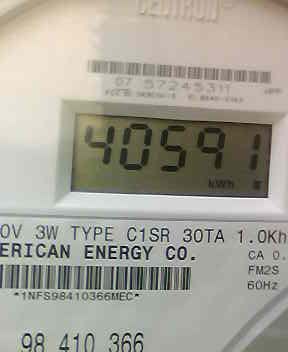 CENTRON
07 57245311
40591
kWh
0V 3W TYPE C1SR 30TA 1.0Kh
ERICAN ENERGY CO. CA 0.
FM2S
60Hz
*1NFS98410366MEC*
98 410 366